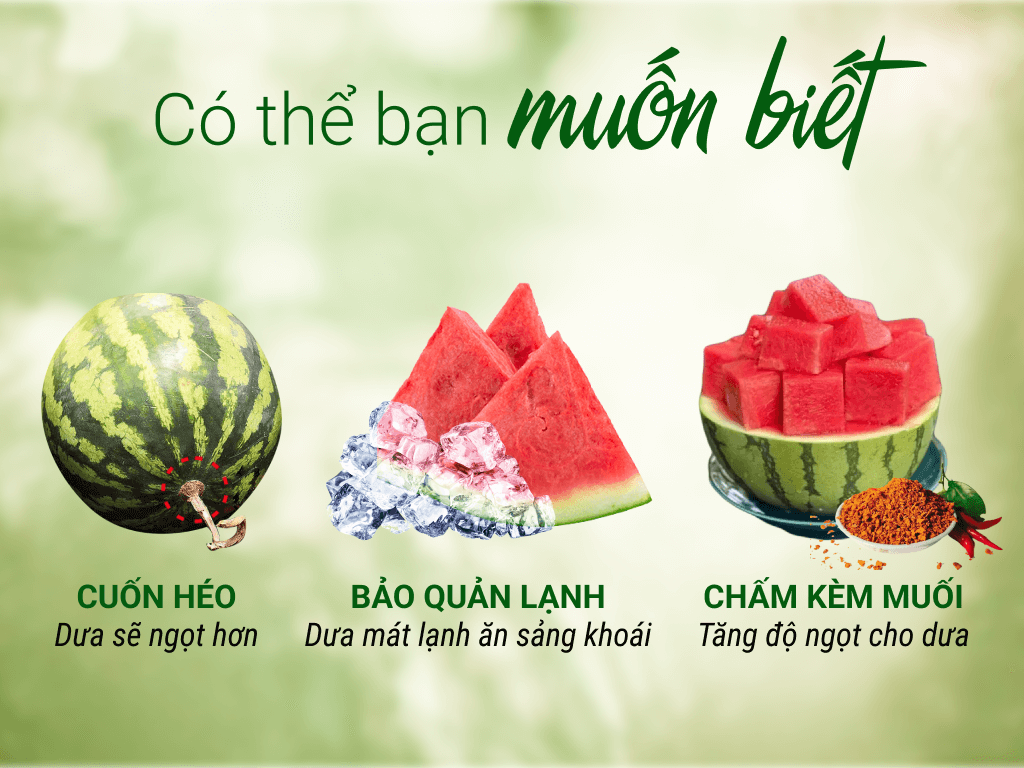 Có thể bạn muốn biết
CUỐN HÉO
Dưa sẽ ngọt hơn
BẢO QUẢN LẠNH
Dưa mát lạnh ăn sảng khoái
CHẤM KÈM MUỐI
Tăng độ ngọt cho dưa